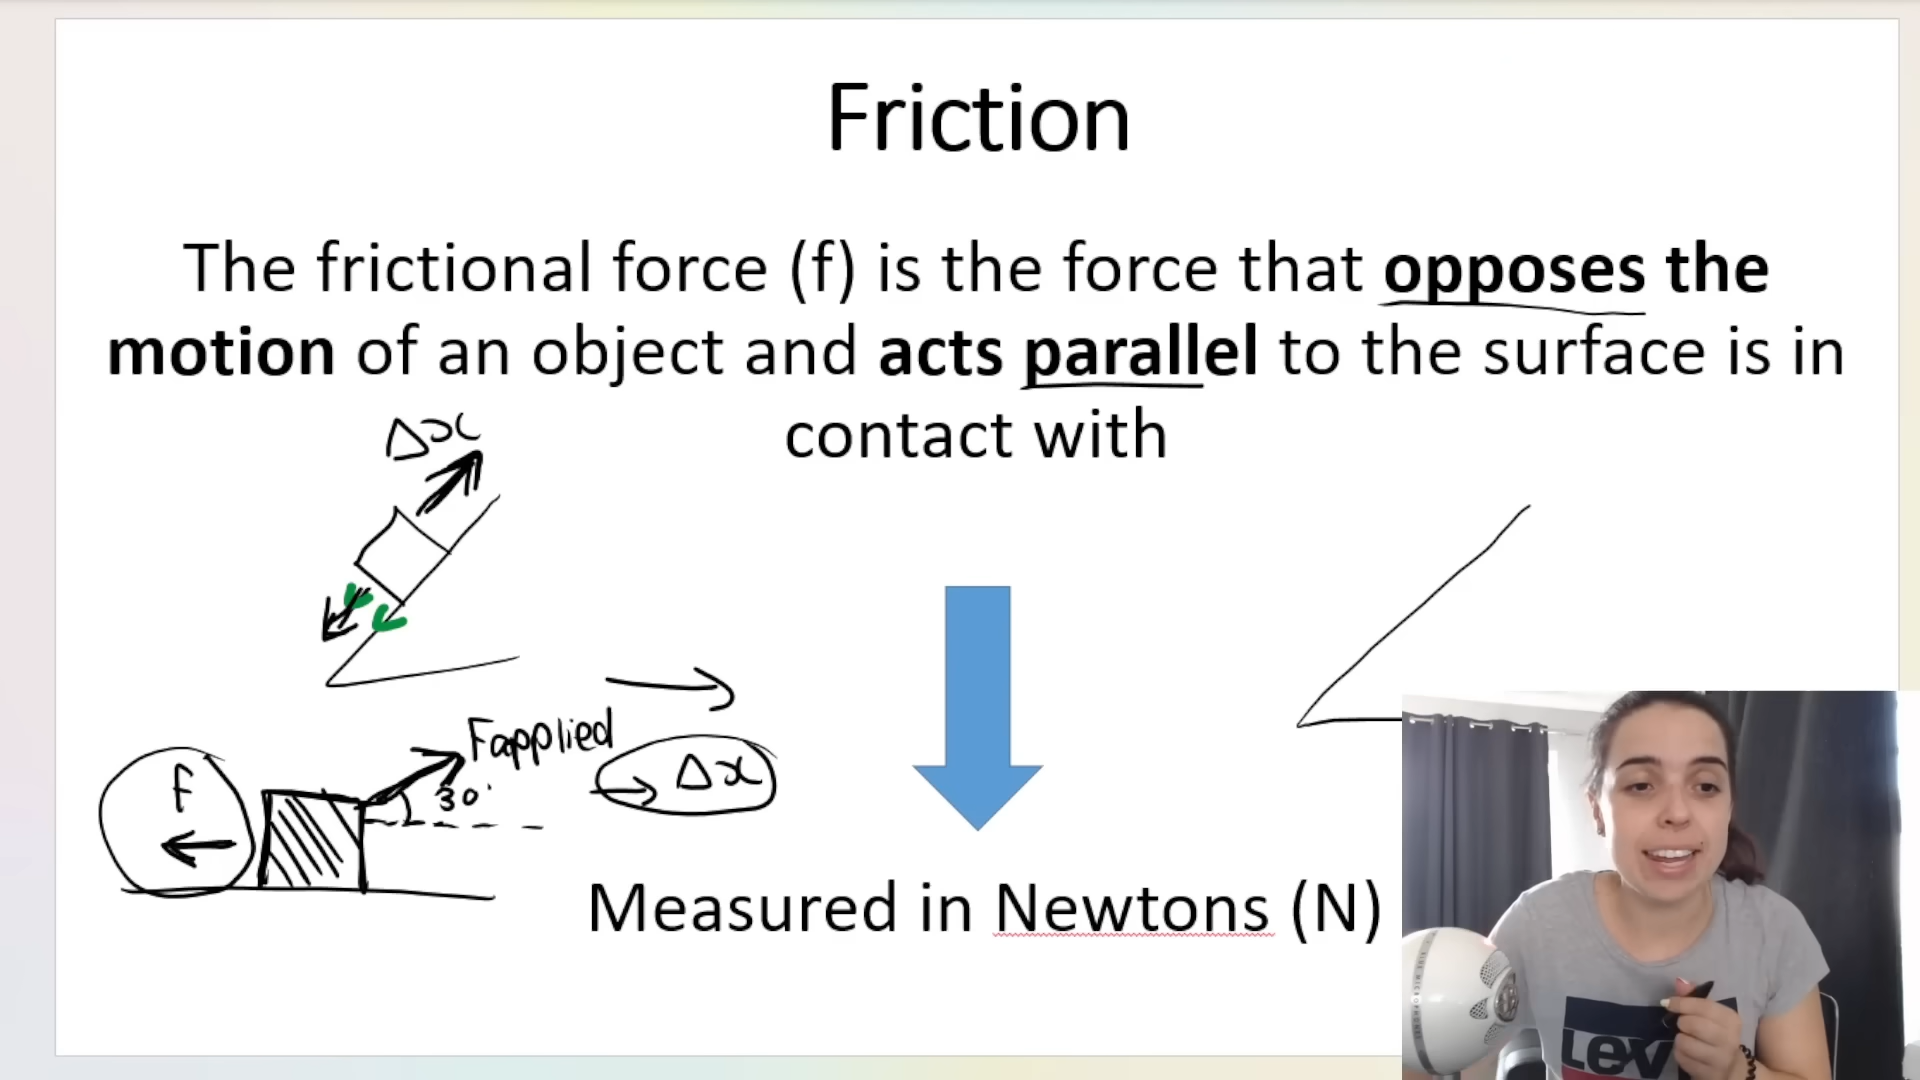 Friction
The frictional force (f) is the force that opposes the
motion of an object and acts parallel to the surface is in
contact with
Δx
Fapplied
Δx
f
30°
Measured in Newtons (N)
LEV